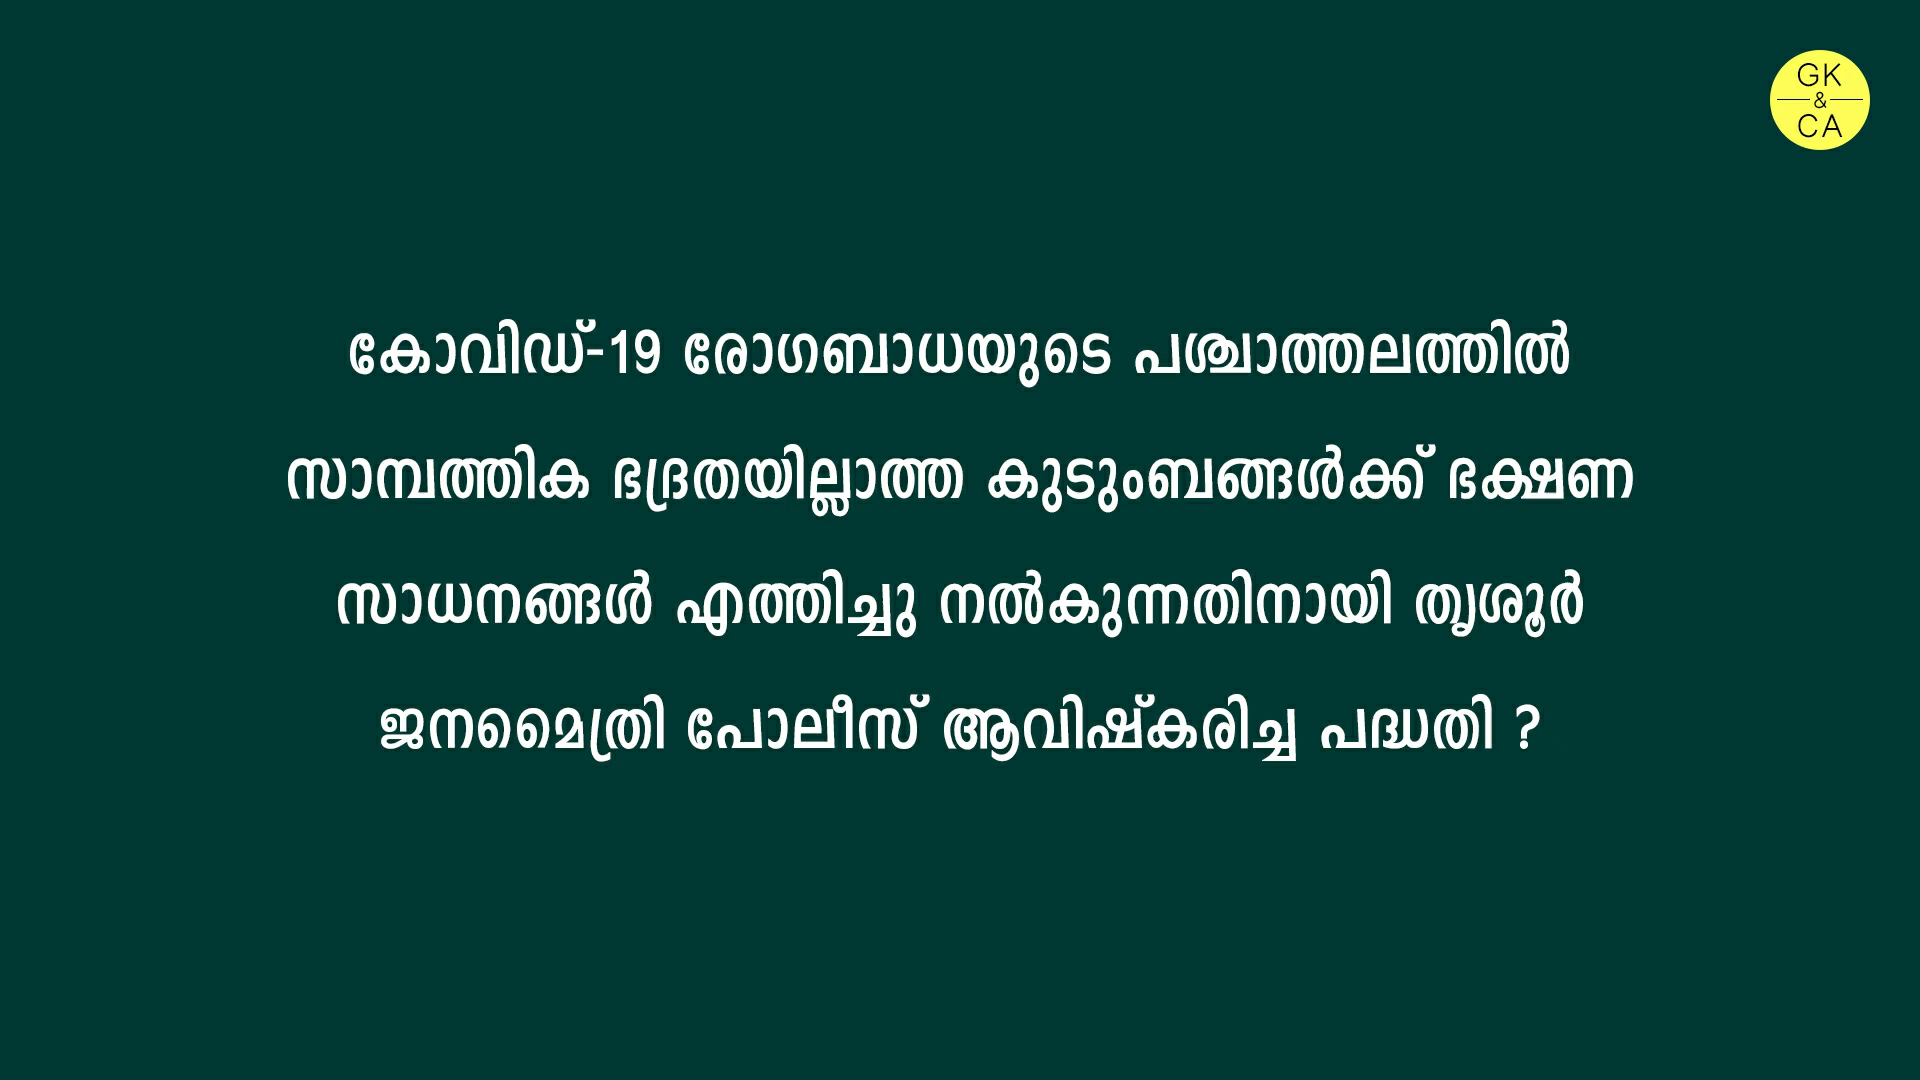 GK
&
CA
കോവിഡ്-19 രോഗബാധയുടെ പശ്ചാത്തലത്തിൽ
സാമ്പത്തിക ഭദ്രതയില്ലാത്ത കുടുംബങ്ങൾക്ക് ഭക്ഷണ
സാധനങ്ങൾ എത്തിച്ചു നൽകുന്നതിനായി തൃശൂർ
ജനമൈത്രി പോലീസ് ആവിഷ്കരിച്ച പദ്ധതി ?